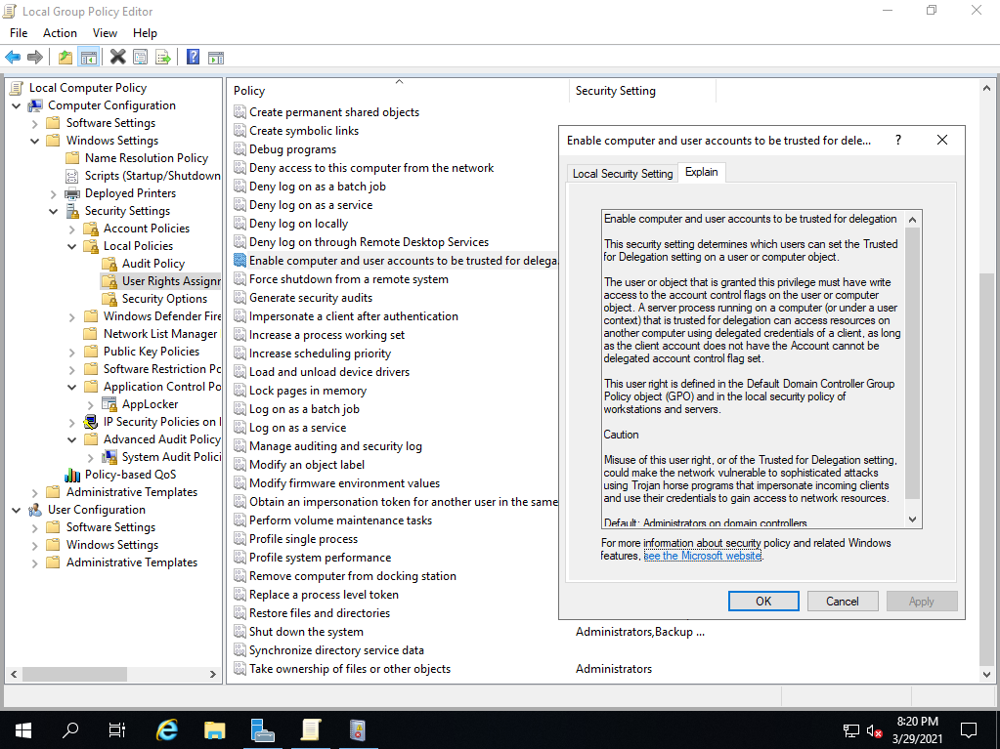 Local Group Policy Editor
File Action View Help
Local Computer Policy
Computer Configuration
Software Settings
Windows Settings
Name Resolution Policy
Scripts (Startup/Shutdown
Deployed Printers
Security Settings
Account Policies
Local Policies
Audit Policy
User Rights Assignn
Security Options
Windows Defender Fire
Network List Manager
Public Key Policies
Software Restriction Pc
Application Control Po
AppLocker
IP Security Policies on
Advanced Audit Policy
System Audit Polici
Policy-based QoS
Administrative Templates
User Configuration
Software Settings
Windows Settings
Administrative Templates
Policy Security Setting
Create permanent shared objects
Create symbolic links
Debug programs
Deny access to this computer from the network
Deny log on as a batch job
Deny log on as a service
Deny log on locally
Deny log on through Remote Desktop Services
Enable computer and user accounts to be trusted for delega
Force shutdown from a remote system
Generate security audits
Impersonate a client after authentication
Increase a process working set
Increase scheduling priority
Load and unload device drivers
Lock pages in memory
Log on as a batch job
Log on as a service
Manage auditing and security log
Modify an object label
Modify firmware environment values
Obtain an impersonation token for another user in the same
Perform volume maintenance tasks
Profile single process
Profile system performance
Remove computer from docking station
Replace a process level token
Restore files and directories
Shut down the system Administrators,Backup ...
Synchronize directory service data
Take ownership of files or other objects Administrators
Enable computer and user accounts to be trusted for dele... ?
Local Security Setting Explain
Enable computer and user accounts to be trusted for delegation
This security setting determines which users can set the Trusted
for Delegation setting on a user or computer object.
The user or object that is granted this privilege must have write
access to the account control flags on the user or computer
object. A server process running on a computer (or under a user
context) that is trusted for delegation can access resources on
another computer using delegated credentials of a client, as long
as the client account does not have the Account cannot be
delegated account control flag set.
This user right is defined in the Default Domain Controller Group
Policy object (GPO) and in the local security policy of
workstations and servers.
Caution
Misuse of this user right, or of the Trusted for Delegation setting,
could make the network vulnerable to sophisticated attacks
using Trojan horse programs that impersonate incoming clients
and use their credentials to gain access to network resources.
Default: Administrators on domain controllers
For more information about security policy and related Windows
features, see the Microsoft website.
OK Cancel Apply
8:20 PM
3/29/2021